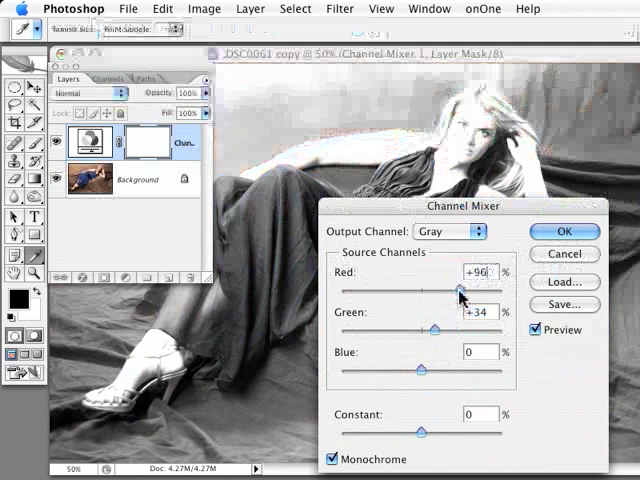 Photoshop File Edit Image Layer Select Filter View Window onOne
_DSC0061 copy @ 50% (Channel Mixer 1, Layer Mask/8)
Layers Channels Paths
Normal Opacity: 100%
Lock: Fill: 100%
Chan...
Background
Channel Mixer
Output Channel: Gray OK
Source Channels Cancel
Red: +96 %
Load...
Green: +34 % Save...
Preview
Blue: 0 %
Constant: 0 %
Monochrome
50% Doc: 4.27M/4.27M